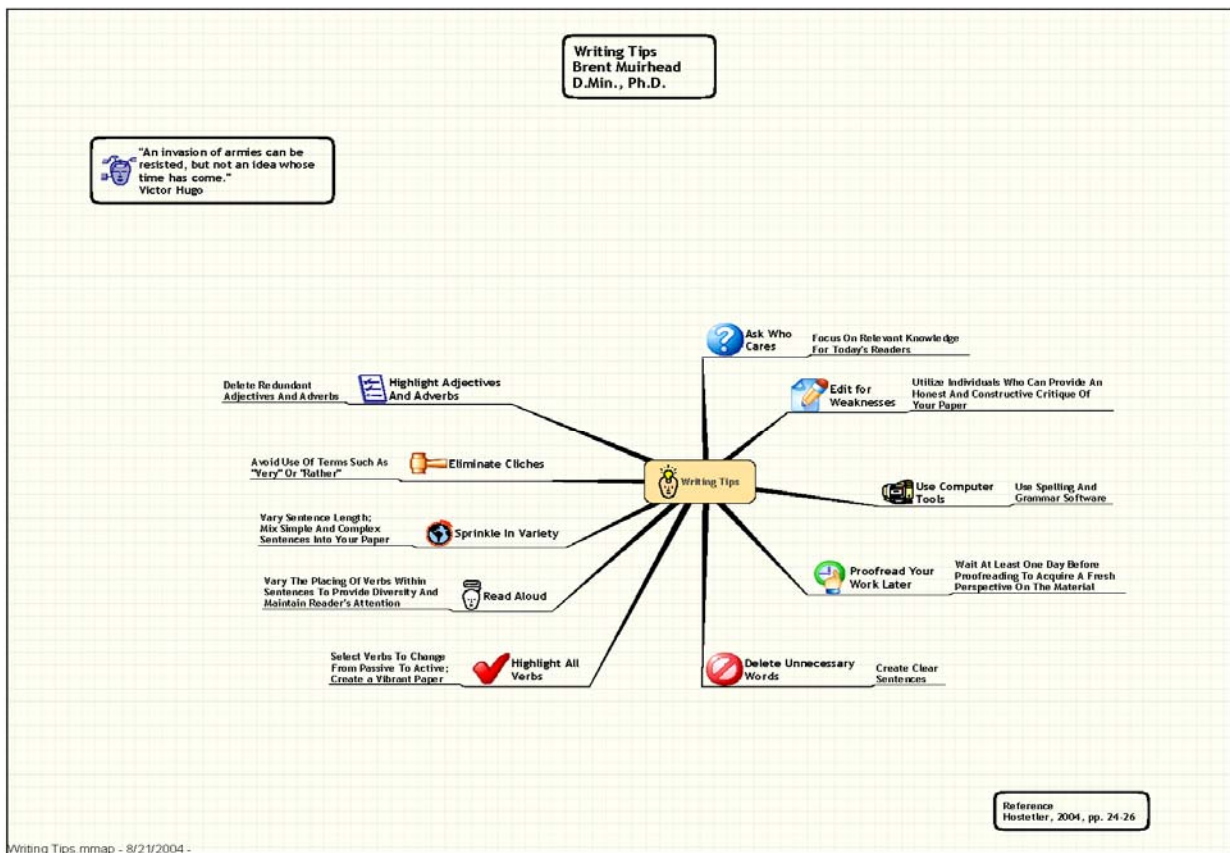 Writing Tips
Brent Muirhead
D.Min., Ph.D.
"An invasion of armies can be
resisted, but not an idea whose
time has come."
Victor Hugo
Ask Who
Cares
Focus On Relevant Knowledge
For Today's Readers
Edit for
Weaknesses
Utilize Individuals Who Can Provide An
Honest And Constructive Critique Of
Your Paper
Use Computer
Tools
Use Spelling And
Grammar Software
Proofread Your
Work Later
Wait At Least One Day Before
Proofreading To Acquire A Fresh
Perspective On The Material
Delete Unnecessary
Words
Create Clear
Sentences
Writing Tips
Highlight Adjectives
And Adverbs
Delete Redundant
Adjectives And Adverbs
Eliminate Cliches
Avoid Use Of Terms Such As
"Very" Or "Rather"
Sprinkle In Variety
Vary Sentence Length;
Mix Simple And Complex
Sentences Into Your Paper
Read Aloud
Vary The Placing Of Verbs Within
Sentences To Provide Diversity And
Maintain Reader's Attention
Highlight All
Verbs
Select Verbs To Change
From Passive To Active;
Create a Vibrant Paper
Reference
Hostetler, 2004, pp. 24-26
Writing Tips.mmap - 8/21/2004 -